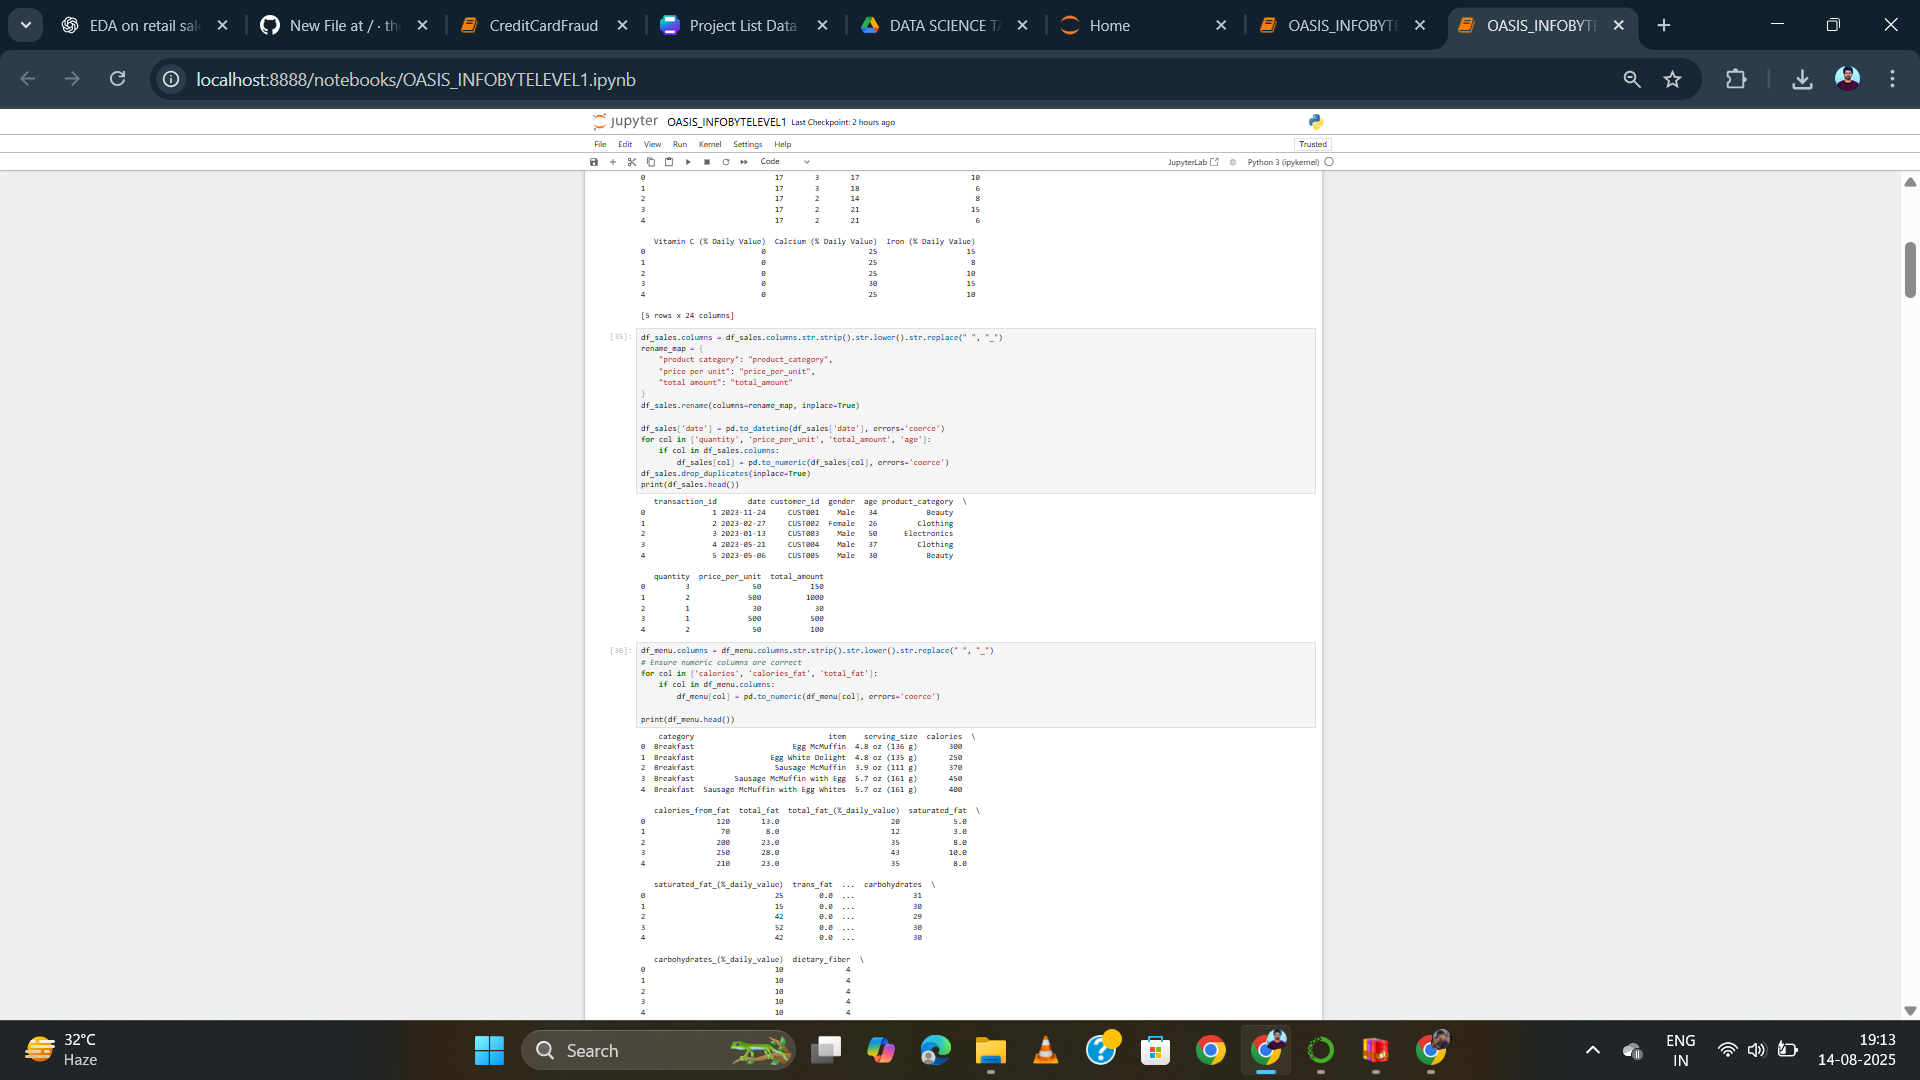 EDA on retail sal
New File at / · th
CreditCardFraud
Project List Data
DATA SCIENCE TA
Home
OASIS_INFOBYTE
OASIS_INFOBYTE
localhost:8888/notebooks/OASIS_INFOBYTELEVEL1.ipynb
jupyter OASIS_INFOBYTELEVEL1 Last Checkpoint: 2 hours ago
File Edit View Run Kernel Settings Help Trusted
Code JupyterLab Python 3 (ipykernel)
0 17 3 17 10
1 17 3 18 6
2 17 2 14 8
3 17 2 21 15
4 17 2 21 6
Vitamin C (% Daily Value) Calcium (% Daily Value) Iron (% Daily Value)
0 0 25 15
1 0 25 8
2 0 25 10
3 0 30 15
4 0 25 10
[5 rows x 24 columns]
[35]: df_sales.columns = df_sales.columns.str.strip().str.lower().str.replace(" ", "_")
rename_map = {
"product category": "product_category",
"price per unit": "price_per_unit",
"total amount": "total_amount"
}
df_sales.rename(columns=rename_map, inplace=True)
df_sales['date'] = pd.to_datetime(df_sales['date'], errors='coerce')
for col in ['quantity', 'price_per_unit', 'total_amount', 'age']:
if col in df_sales.columns:
df_sales[col] = pd.to_numeric(df_sales[col], errors='coerce')
df_sales.drop_duplicates(inplace=True)
print(df_sales.head())
transaction_id date customer_id gender age product_category \
0 1 2023-11-24 CUST001 Male 34 Beauty
1 2 2023-02-27 CUST002 Female 26 Clothing
2 3 2023-01-13 CUST003 Male 50 Electronics
3 4 2023-05-21 CUST004 Male 37 Clothing
4 5 2023-05-06 CUST005 Male 30 Beauty
quantity price_per_unit total_amount
0 3 50 150
1 2 500 1000
2 1 30 30
3 1 500 500
4 2 50 100
[36]: df_menu.columns = df_menu.columns.str.strip().str.lower().str.replace(" ", "_")
# Ensure numeric columns are correct
for col in ['calories', 'calories_fat', 'total_fat']:
if col in df_menu.columns:
df_menu[col] = pd.to_numeric(df_menu[col], errors='coerce')
print(df_menu.head())
category item serving_size calories \
0 Breakfast Egg McMuffin 4.8 oz (136 g) 300
1 Breakfast Egg White Delight 4.8 oz (135 g) 250
2 Breakfast Sausage McMuffin 3.9 oz (111 g) 370
3 Breakfast Sausage McMuffin with Egg 5.7 oz (161 g) 450
4 Breakfast Sausage McMuffin with Egg Whites 5.7 oz (161 g) 400
calories_from_fat total_fat total_fat_(%_daily_value) saturated_fat \
0 120 13.0 20 5.0
1 70 8.0 12 3.0
2 200 23.0 35 8.0
3 250 28.0 43 10.0
4 210 23.0 35 8.0
saturated_fat_(%_daily_value) trans_fat ... carbohydrates \
0 25 0.0 ... 31
1 15 0.0 ... 30
2 42 0.0 ... 29
3 52 0.0 ... 30
4 42 0.0 ... 30
carbohydrates_(%_daily_value) dietary_fiber \
0 10 4
1 10 4
2 10 4
3 10 4
4 10 4
32°C
Haze
Search
ENG
IN
19:13
14-08-2025